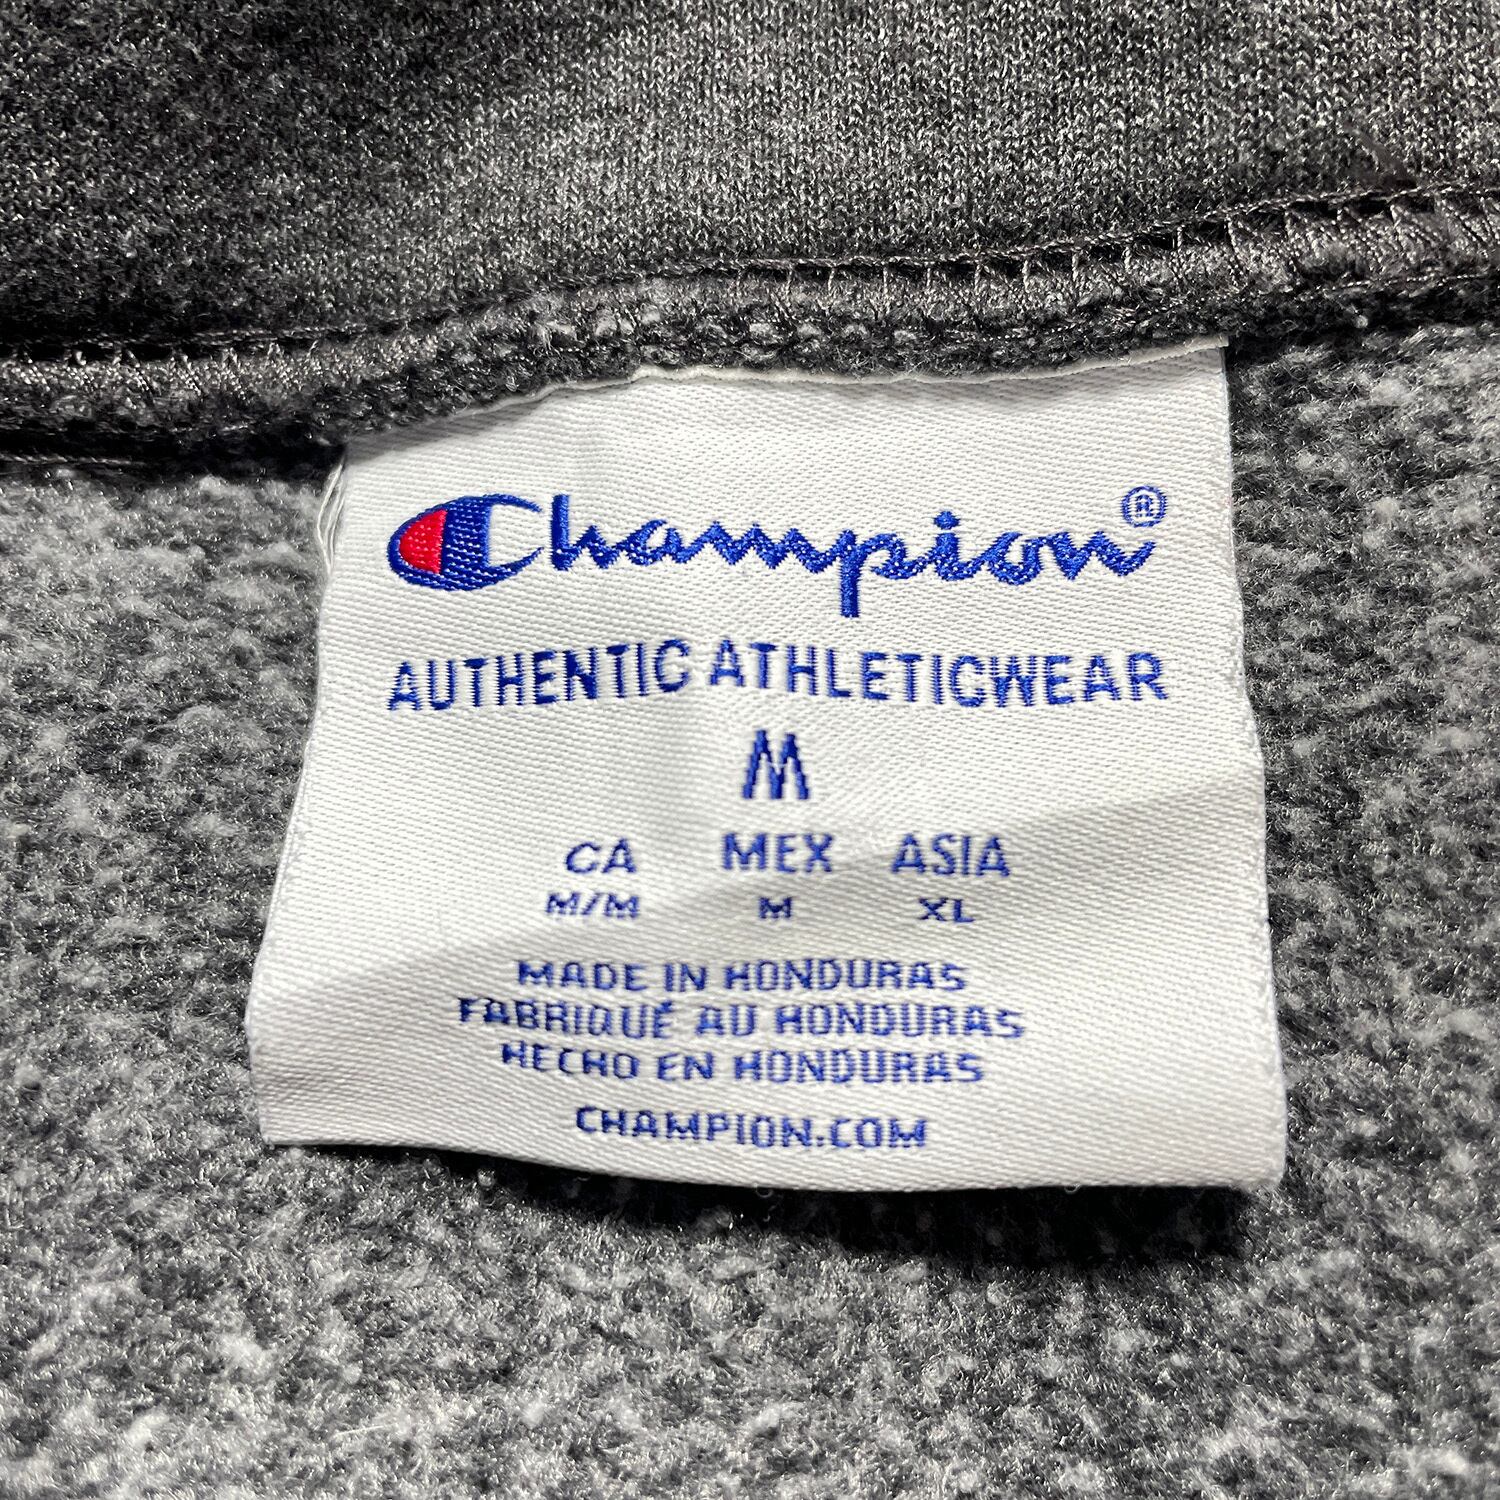 Champion®
AUTHENTIC ATHLETICWEAR
M
CA MEX ASIA
M/M M XL
MADE IN HONDURAS
FABRIQUÉ AU HONDURAS
HECHO EN HONDURAS
CHAMPION.COM